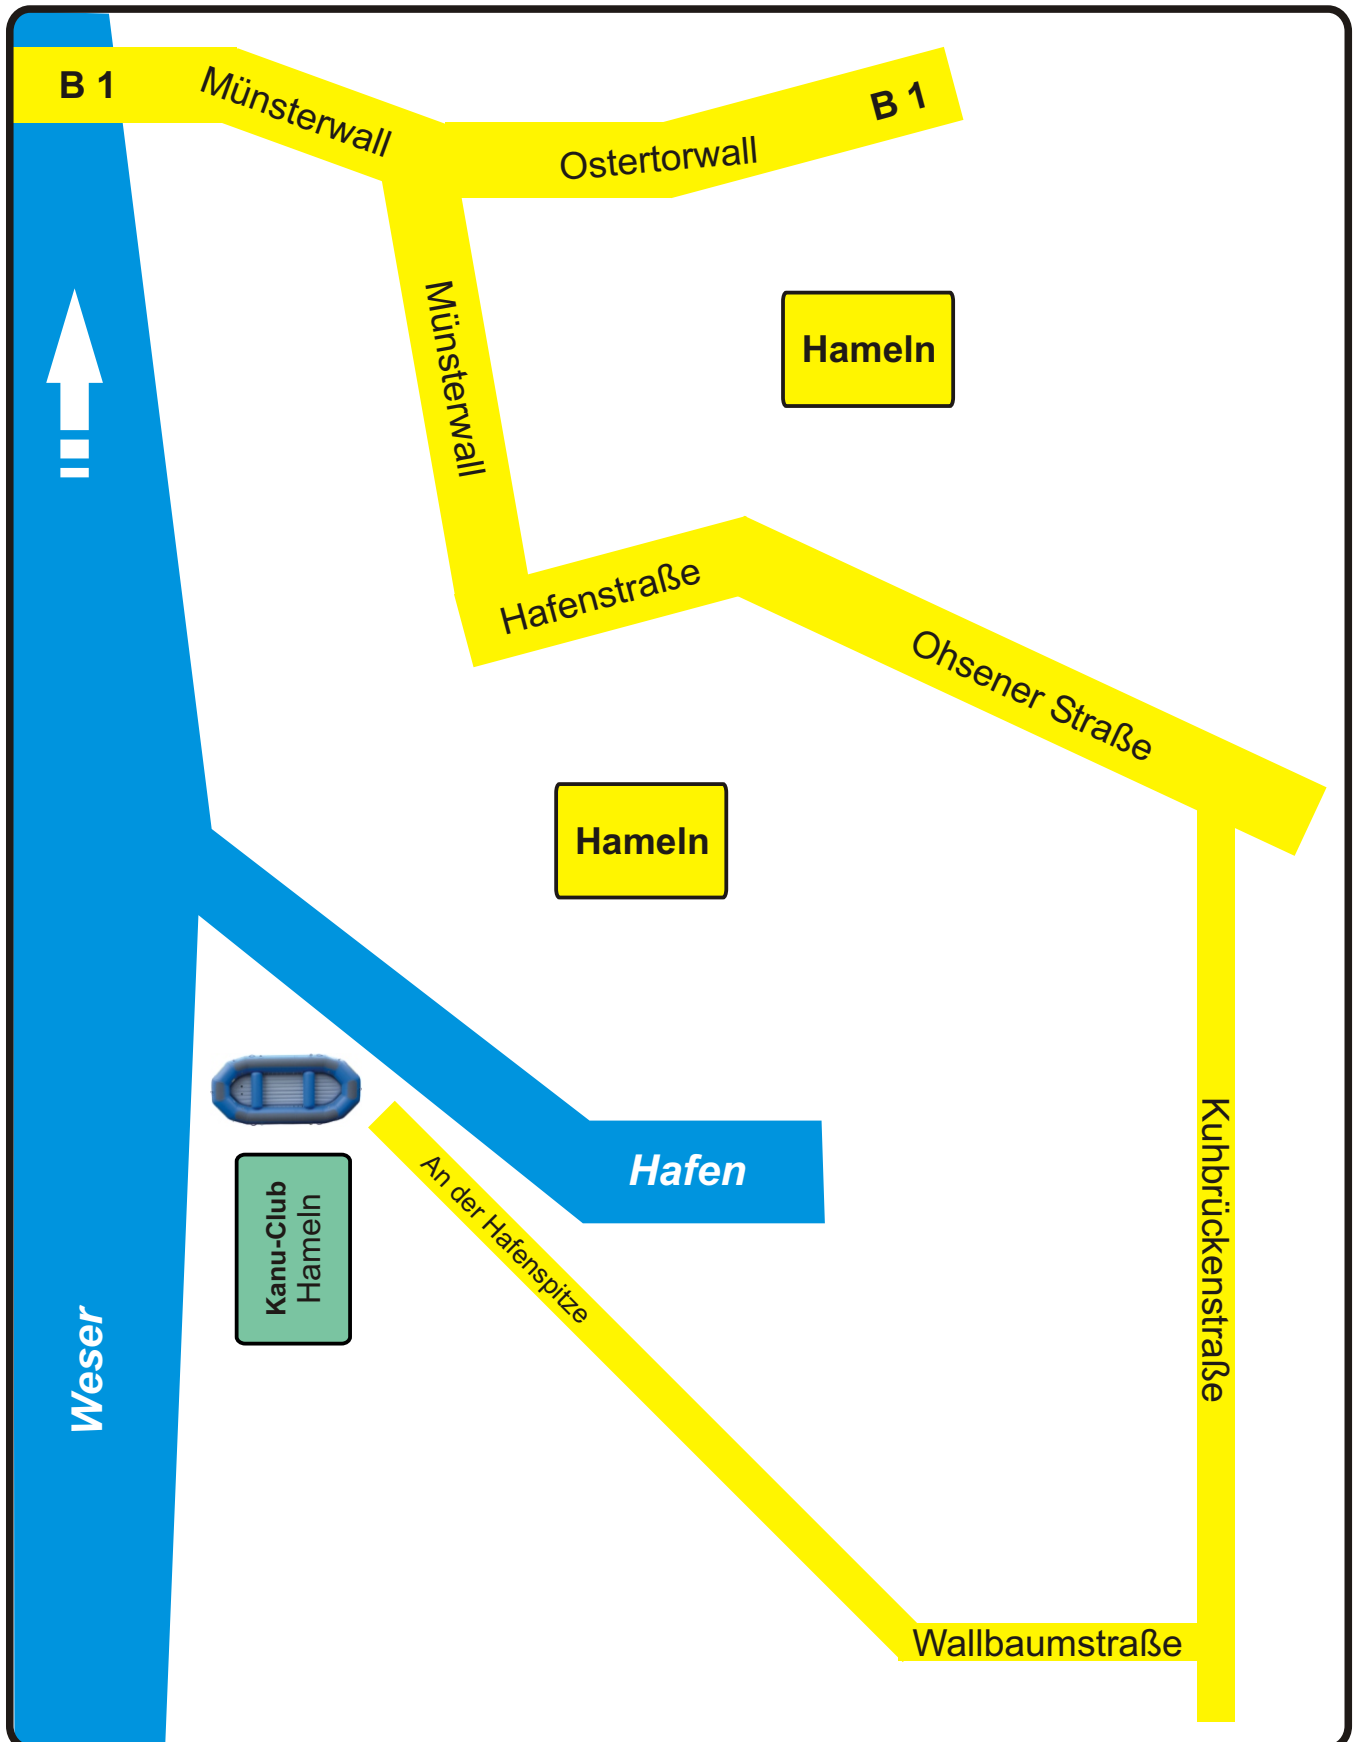 B 1
Münsterwall
Ostertorwall
B 1
Münsterwall
Hameln
Hafenstraße
Ohsener Straße
Hameln
Kanu-Club
Hameln
An der Hafenspitze
Hafen
Kuhbrückenstraße
Weser
Wallbaumstraße